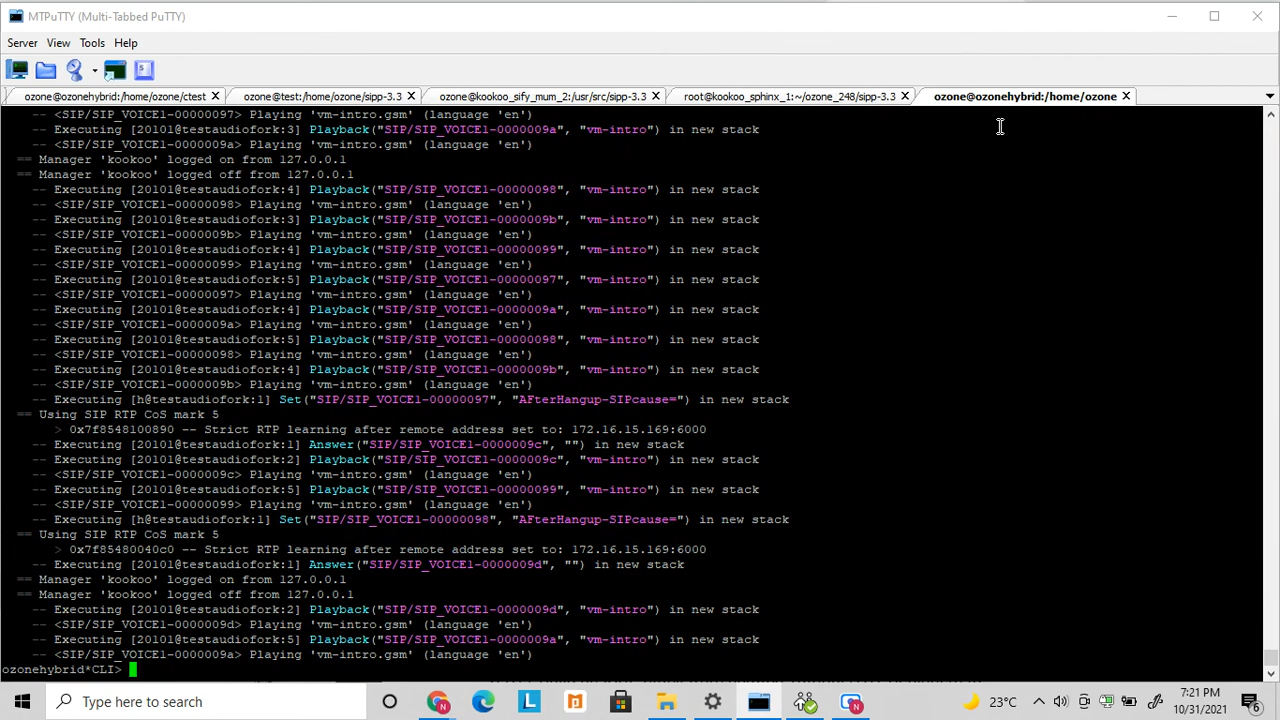 MTPuTTY (Multi-Tabbed PuTTY)
Server View Tools Help
ozone@ozonehybrid:/home/ozone/ctest ozone@test:/home/ozone/sipp-3.3 ozone@kookoo_sify_mum_2:/usr/src/sipp-3.3 root@kookoo_sphinx_1:~/ozone_248/sipp-3.3 ozone@ozonehybrid:/home/ozone
-- <SIP/SIP_VOICE1-00000097> Playing 'vm-intro.gsm' (language 'en')
-- Executing [20101@testaudiofork:3] Playback("SIP/SIP_VOICE1-0000009a", "vm-intro") in new stack
-- <SIP/SIP_VOICE1-0000009a> Playing 'vm-intro.gsm' (language 'en')
== Manager 'kookoo' logged on from 127.0.0.1
== Manager 'kookoo' logged off from 127.0.0.1
-- Executing [20101@testaudiofork:4] Playback("SIP/SIP_VOICE1-00000098", "vm-intro") in new stack
-- <SIP/SIP_VOICE1-00000098> Playing 'vm-intro.gsm' (language 'en')
-- Executing [20101@testaudiofork:3] Playback("SIP/SIP_VOICE1-0000009b", "vm-intro") in new stack
-- <SIP/SIP_VOICE1-0000009b> Playing 'vm-intro.gsm' (language 'en')
-- Executing [20101@testaudiofork:4] Playback("SIP/SIP_VOICE1-00000099", "vm-intro") in new stack
-- <SIP/SIP_VOICE1-00000099> Playing 'vm-intro.gsm' (language 'en')
-- Executing [20101@testaudiofork:5] Playback("SIP/SIP_VOICE1-00000097", "vm-intro") in new stack
-- <SIP/SIP_VOICE1-00000097> Playing 'vm-intro.gsm' (language 'en')
-- Executing [20101@testaudiofork:4] Playback("SIP/SIP_VOICE1-0000009a", "vm-intro") in new stack
-- <SIP/SIP_VOICE1-0000009a> Playing 'vm-intro.gsm' (language 'en')
-- Executing [20101@testaudiofork:5] Playback("SIP/SIP_VOICE1-00000098", "vm-intro") in new stack
-- <SIP/SIP_VOICE1-00000098> Playing 'vm-intro.gsm' (language 'en')
-- Executing [20101@testaudiofork:4] Playback("SIP/SIP_VOICE1-0000009b", "vm-intro") in new stack
-- <SIP/SIP_VOICE1-0000009b> Playing 'vm-intro.gsm' (language 'en')
-- Executing [h@testaudiofork:1] Set("SIP/SIP_VOICE1-00000097", "AFterHangup-SIPcause=") in new stack
== Using SIP RTP CoS mark 5
> 0x7f8548100890 -- Strict RTP learning after remote address set to: 172.16.15.169:6000
-- Executing [20101@testaudiofork:1] Answer("SIP/SIP_VOICE1-0000009c", "") in new stack
-- Executing [20101@testaudiofork:2] Playback("SIP/SIP_VOICE1-0000009c", "vm-intro") in new stack
-- <SIP/SIP_VOICE1-0000009c> Playing 'vm-intro.gsm' (language 'en')
-- Executing [20101@testaudiofork:5] Playback("SIP/SIP_VOICE1-00000099", "vm-intro") in new stack
-- <SIP/SIP_VOICE1-00000099> Playing 'vm-intro.gsm' (language 'en')
-- Executing [h@testaudiofork:1] Set("SIP/SIP_VOICE1-00000098", "AFterHangup-SIPcause=") in new stack
== Using SIP RTP CoS mark 5
> 0x7f85480040c0 -- Strict RTP learning after remote address set to: 172.16.15.169:6000
-- Executing [20101@testaudiofork:1] Answer("SIP/SIP_VOICE1-0000009d", "") in new stack
== Manager 'kookoo' logged on from 127.0.0.1
== Manager 'kookoo' logged off from 127.0.0.1
-- Executing [20101@testaudiofork:2] Playback("SIP/SIP_VOICE1-0000009d", "vm-intro") in new stack
-- <SIP/SIP_VOICE1-0000009d> Playing 'vm-intro.gsm' (language 'en')
-- Executing [20101@testaudiofork:5] Playback("SIP/SIP_VOICE1-0000009a", "vm-intro") in new stack
-- <SIP/SIP_VOICE1-0000009a> Playing 'vm-intro.gsm' (language 'en')
ozonehybrid*CLI>
Type here to search
23°C
7:21 PM
10/31/2021
6